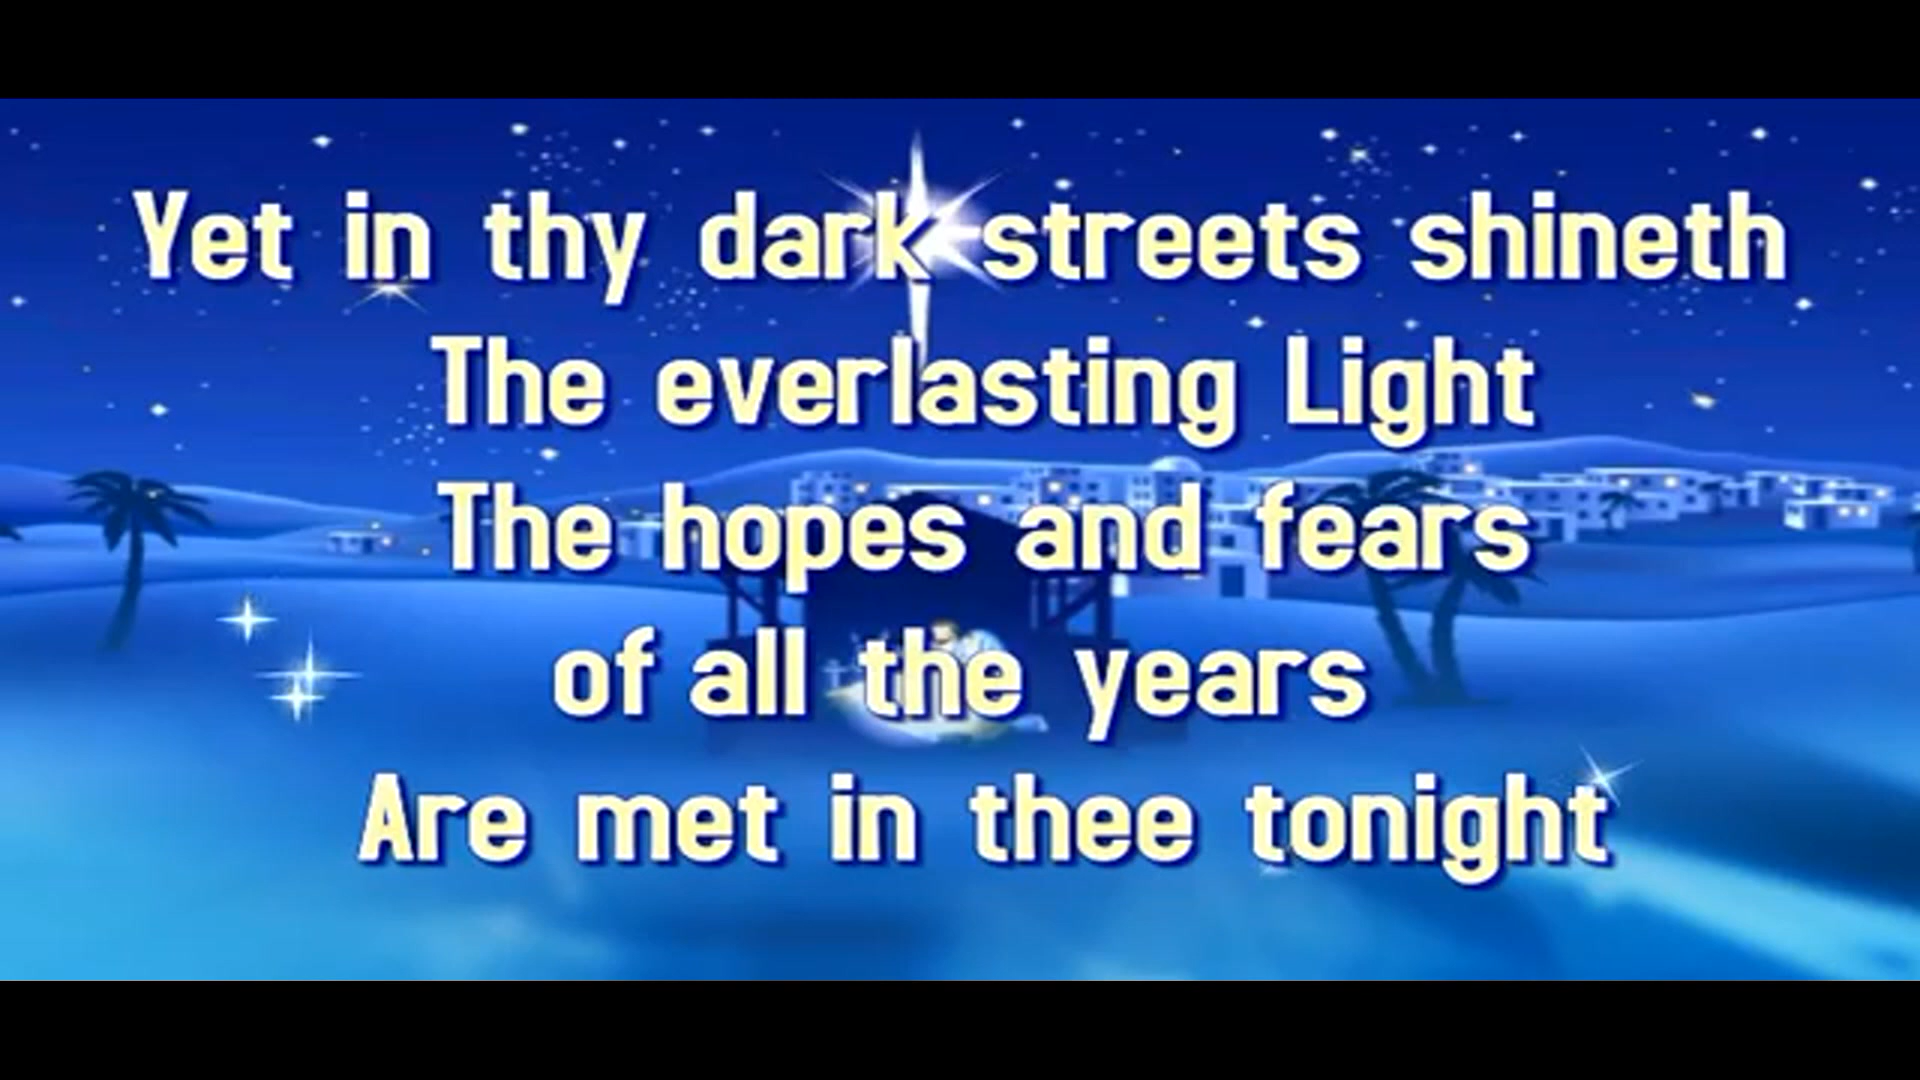 Yet in thy dark streets shineth
The everlasting Light
The hopes and fears
of all the years
Are met in thee tonight